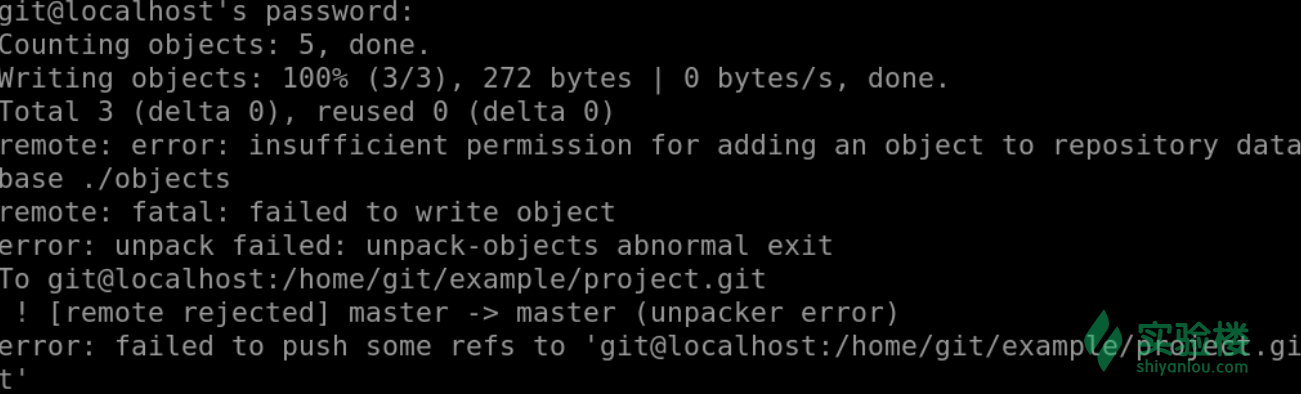 git@localhost's password:
Counting objects: 5, done.
Writing objects: 100% (3/3), 272 bytes | 0 bytes/s, done.
Total 3 (delta 0), reused 0 (delta 0)
remote: error: insufficient permission for adding an object to repository data
base ./objects
remote: fatal: failed to write object
error: unpack failed: unpack-objects abnormal exit
To git@localhost:/home/git/example/project.git
 ! [remote rejected] master -> master (unpacker error)
error: failed to push some refs to 'git@localhost:/home/git/example/project.gi
t'
实验楼
shiyanlou.com